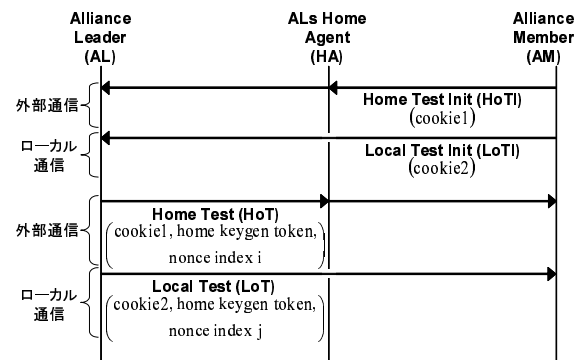 Alliance
Leader
(AL)
ALs Home
Agent
(HA)
Alliance
Member
(AM)
外部通信
Home Test Init (HoTI)
(cookie1)
ローカル
通信
Local Test Init (LoTI)
(cookie2)
外部通信
Home Test (HoT)
(cookie1, home keygen token,
nonce index i)
ローカル
通信
Local Test (LoT)
(cookie2, home keygen token,
nonce index j)